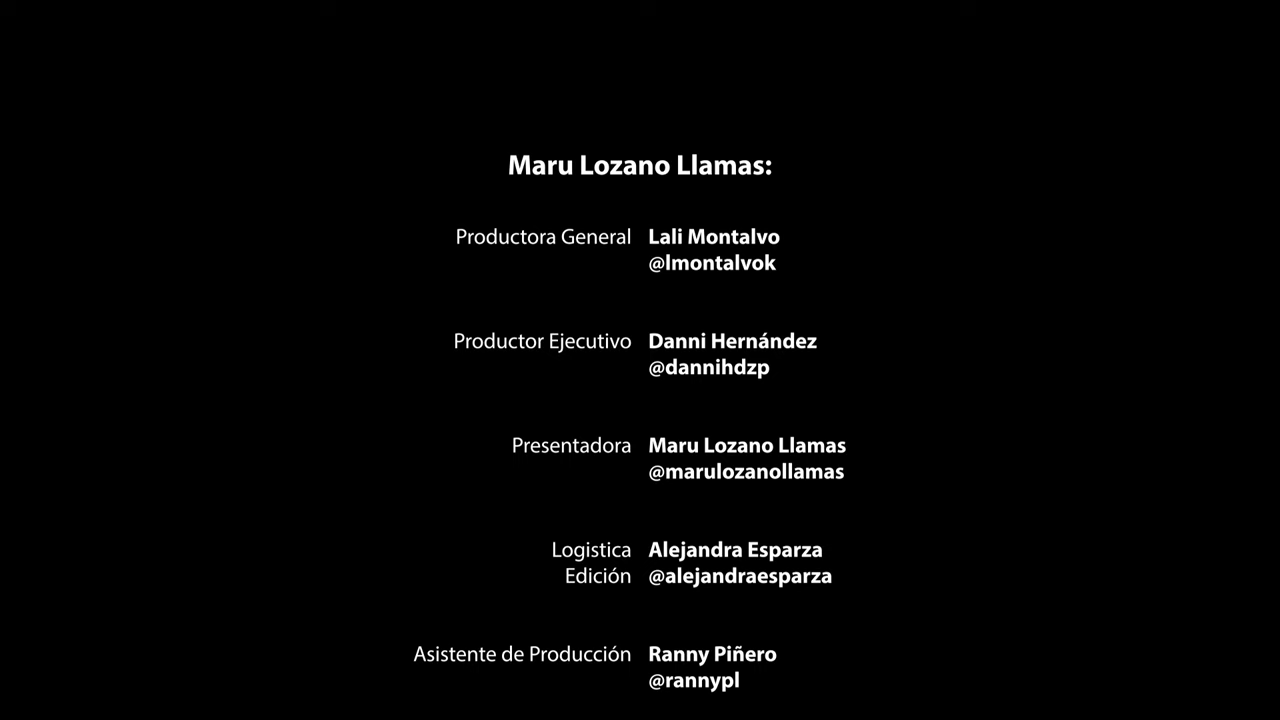 Maru Lozano Llamas:
Productora General Lali Montalvo
@lmontalvok
Productor Ejecutivo Danni Hernández
@dannihdzp
Presentadora Maru Lozano Llamas
@marulozanollamas
Logistica Alejandra Esparza
Edición @alejandraesparza
Asistente de Producción Ranny Piñero
@rannypl